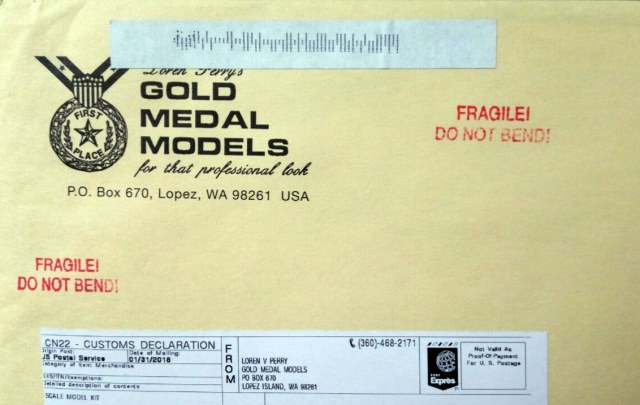 Loren Perry's
GOLD
MEDAL
MODELS
for that professional look
FIRST
PLACE
P.O. Box 670, Lopez, WA 98261 USA
FRAGILE!
DO NOT BEND!
FRAGILE!
DO NOT BEND!
CN22 - CUSTOMS DECLARATION
Origin Post:
US Postal Service
Date of Mailing:
01/31/2016
Category of Item: Merchandise
Detailed description of contents
SCALE MODEL KIT
FROM
(360)-468-2171
LOREN V PERRY
GOLD MEDAL MODELS
PO BOX 670
LOPEZ ISLAND, WA 98261
Exprés
Not Valid As
Proof-Of-Payment
For U. S. Postage